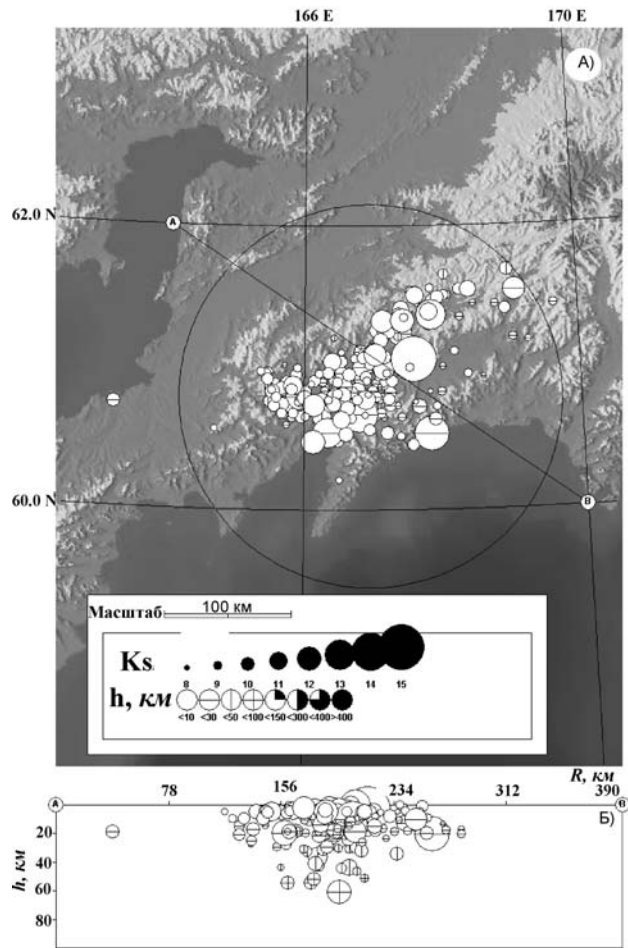 166 E 170 E
А)
62.0 N
A
60.0 N
B
Масштаб 100 км
Ks
8 9 10 11 12 13 14 15
h, км
<10 <30 <50 <100 <150 <300 <400 >400
R, км
78 156 234 312 390
A B
Б)
h, км
20
40
60
80